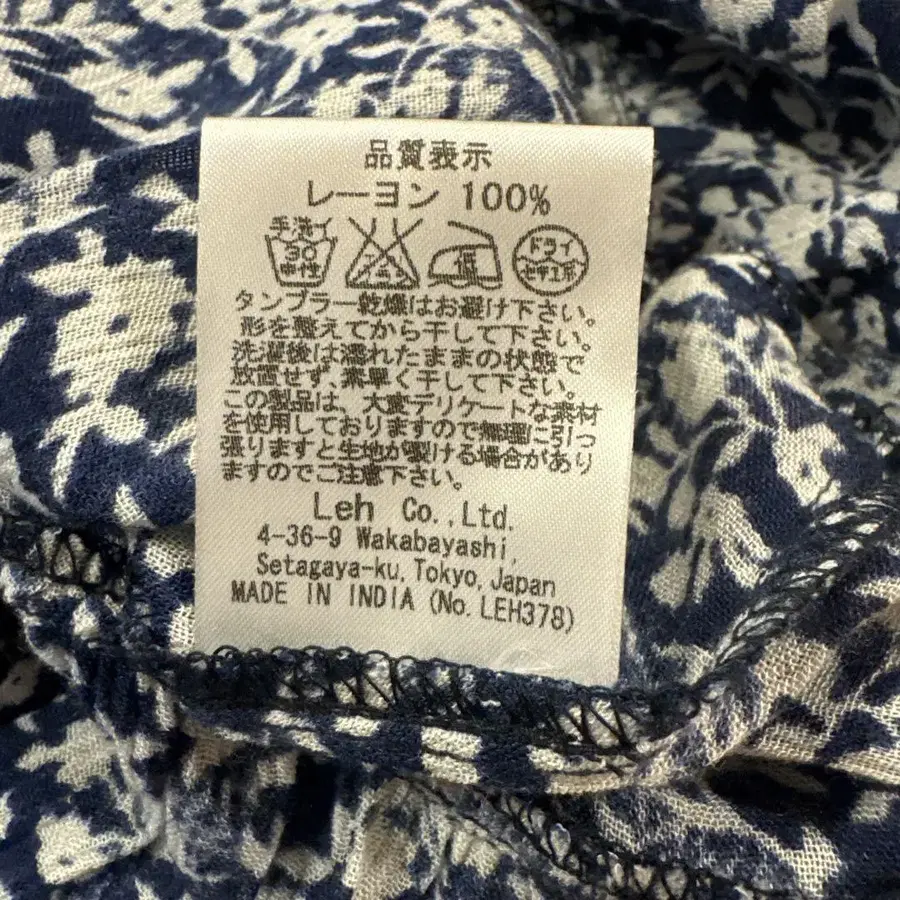 品質表示
レーヨン 100%
手洗イ 30 中性
低
ドライ セキユ系
タンブラー乾燥はお避け下さい。
形を整えてから干して下さい。
洗濯後は濡れたままの状態で
放置せず、素早く干して下さい。
この製品は、大変デリケートな素材
を使用しておりますので無理に引っ
張りますと生地が裂ける場合があり
ますのでご注意下さい。
Leh Co.,Ltd.
4-36-9 Wakabayashi,
Setagaya-ku, Tokyo, Japan
MADE IN INDIA (No. LEH378)